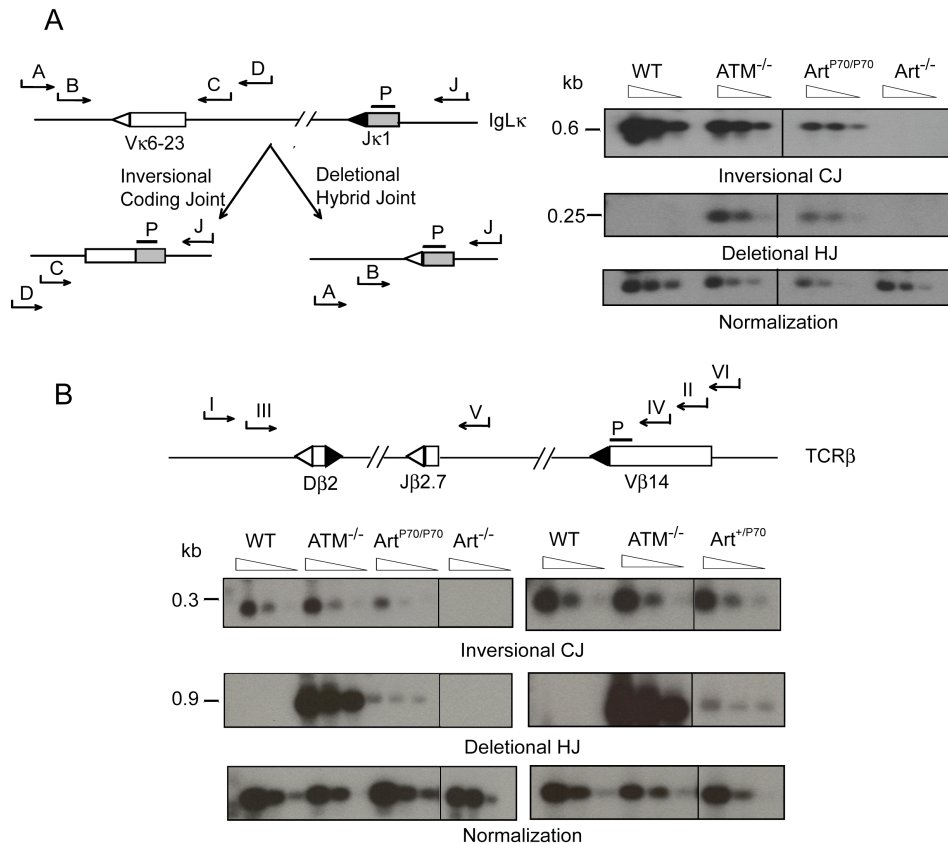 A
A B C D P J
Vκ6-23 Jκ1 IgLκ
Inversional
Coding Joint
Deletional
Hybrid Joint
P J
C
D
P J
B
A
kb WT ATM-/- ArtP70/P70 Art-/-
0.6
Inversional CJ
0.25
Deletional HJ
Normalization
B
I III V P IV II VI
Dβ2 Jβ2.7 Vβ14 TCRβ
kb WT ATM-/- ArtP70/P70 Art-/- WT ATM-/- Art+/P70
0.3
Inversional CJ
0.9
Deletional HJ
Normalization